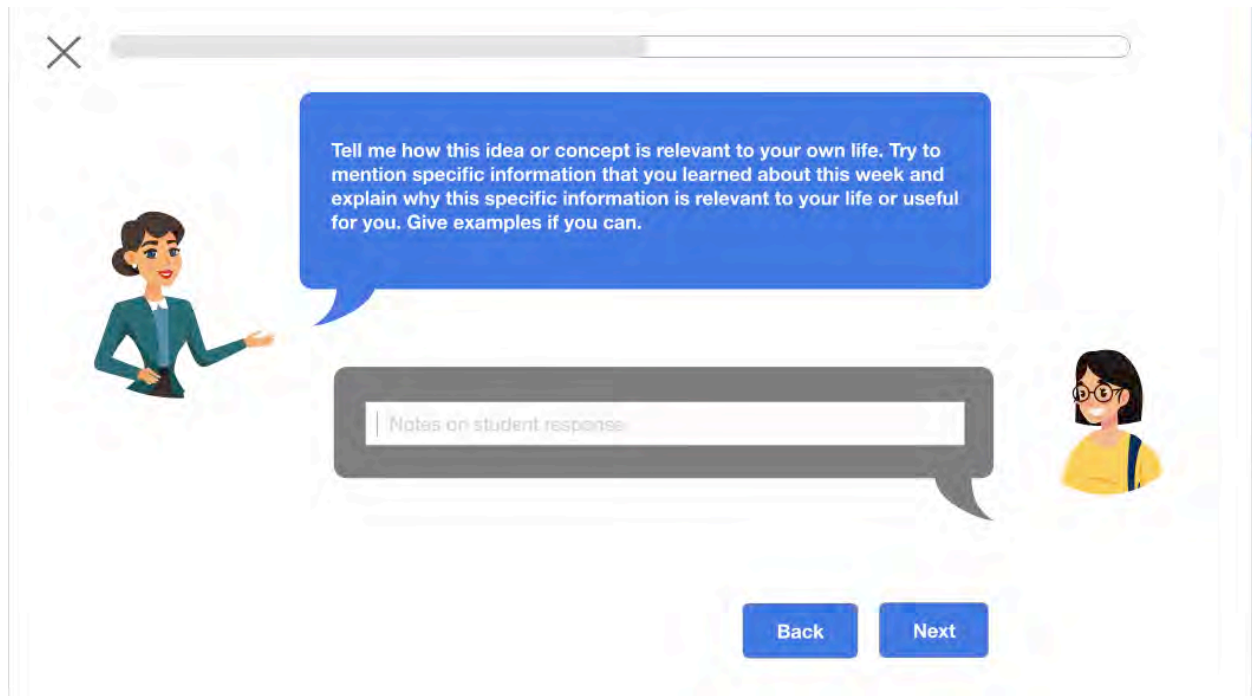 Tell me how this idea or concept is relevant to your own life. Try to
mention specific information that you learned about this week and
explain why this specific information is relevant to your life or useful
for you. Give examples if you can.
Notes on student response
Back
Next